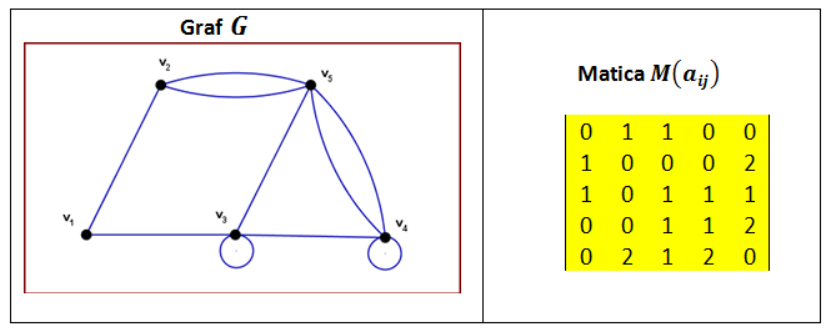 Graf G
v₂
v₅
v₁
v₃
v₄
Matica M(aᵢⱼ)
0 1 1 0 0
1 0 0 0 2
1 0 1 1 1
0 0 1 1 2
0 2 1 2 0